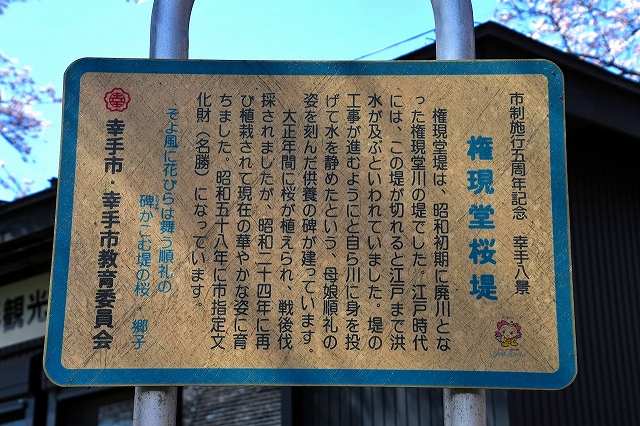 市制施行五周年記念　幸手八景
権現堂桜堤
権現堂堤は、昭和初期に廃川とな
った権現堂川の堤でした。江戸時代
には、この堤が切れると江戸まで洪
水が及ぶといわれていました。堤の
工事が進むようにと自ら川に身を投
げて水を静めたという、母娘順礼の
姿を刻んだ供養の碑が建っています。
大正年間に桜が植えられ、戦後伐
採されましたが、昭和二十四年に再
び植栽されて現在の華やかな姿に育
ちました。昭和五十八年に市指定文
化財（名勝）になっています。
そよ風に花びらは舞う順礼の
碑かこむ堤の桜　郷子
幸手市・幸手市教育委員会
幸
観光